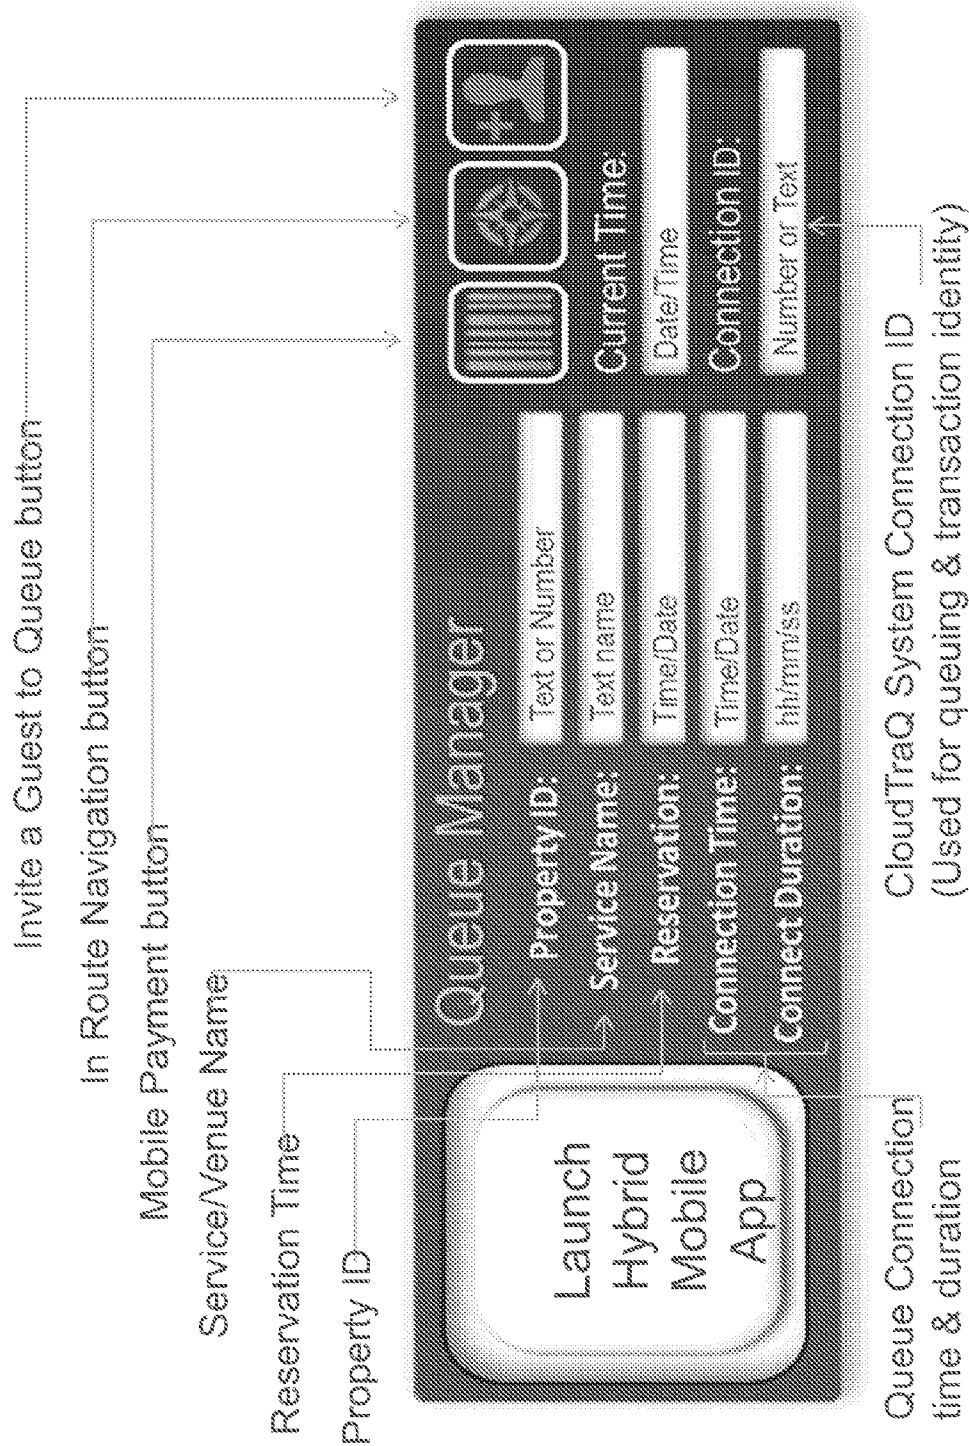 Invite a Guest to Queue button
In Route Navigation button
Mobile Payment button
Service/Venue Name
Reservation Time
Property ID
Launch
Hybrid
Mobile
App
Queue Manager
Property ID:
Text or Number
Service Name:
Text name
Reservation:
Time/Date
Connection Time:
Time/Date
Connect Duration:
hh/mm/ss
Current Time:
Date/Time
Connection ID:
Number or Text
Queue Connection
time & duration
CloudTraQ System Connection ID
(Used for queuing & transaction identity)